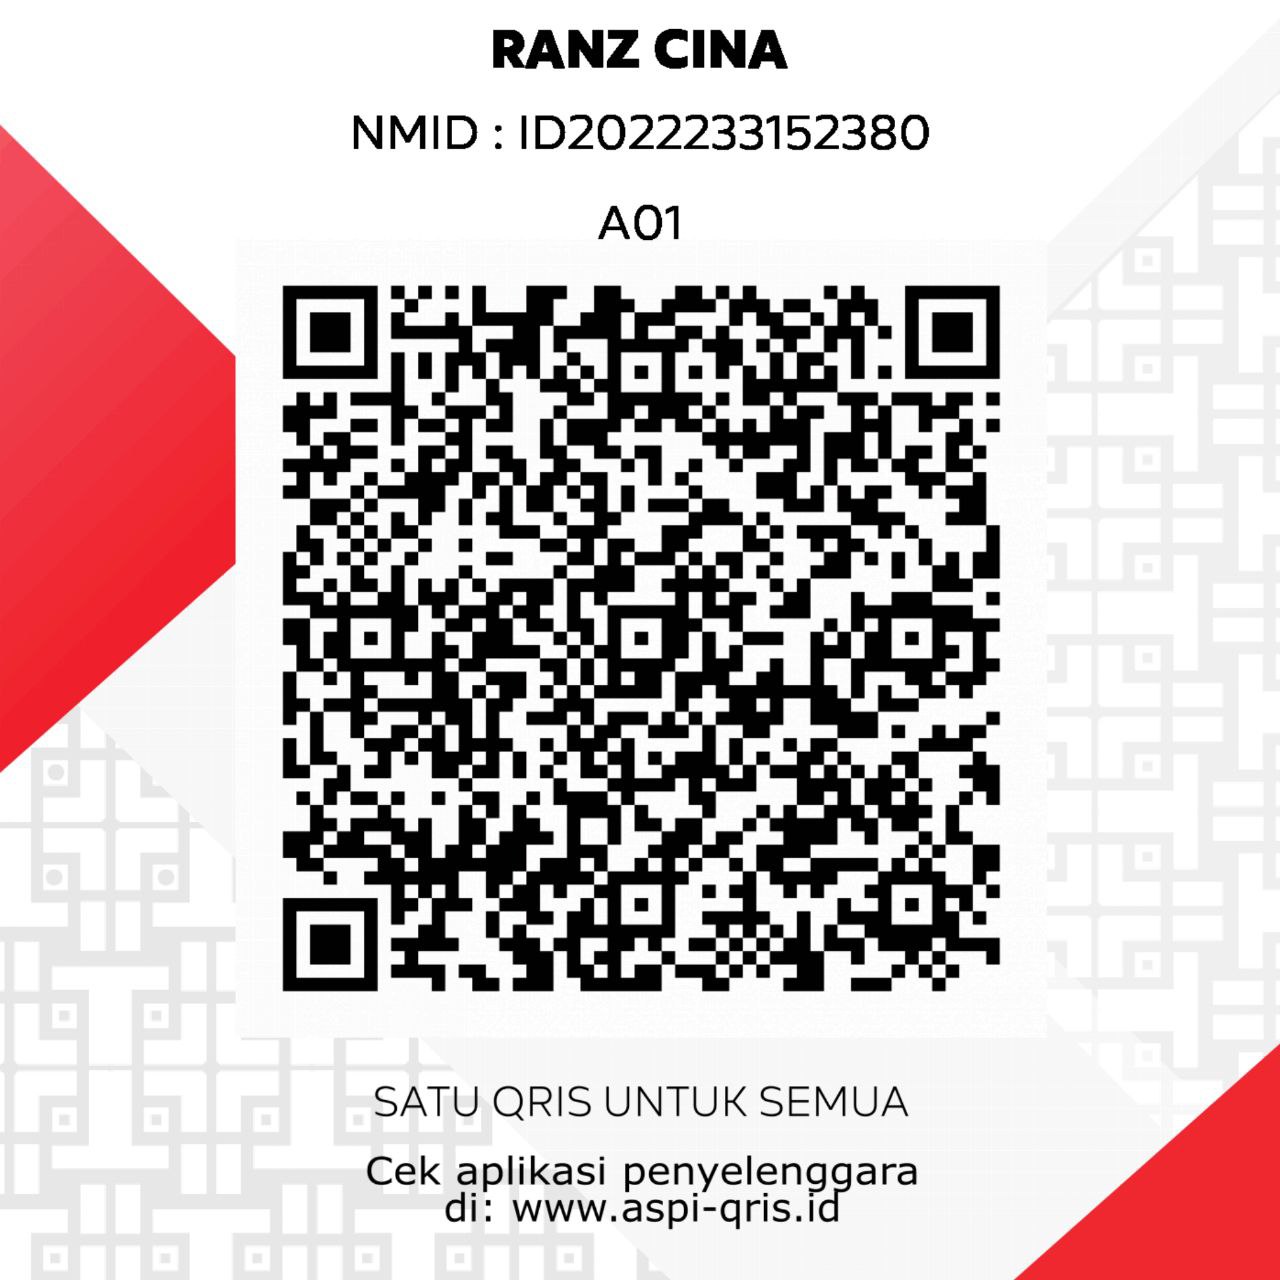 RANZ CINA
NMID : ID2022233152380
A01
SATU QRIS UNTUK SEMUA
Cek aplikasi penyelenggara
di: www.aspi-qris.id